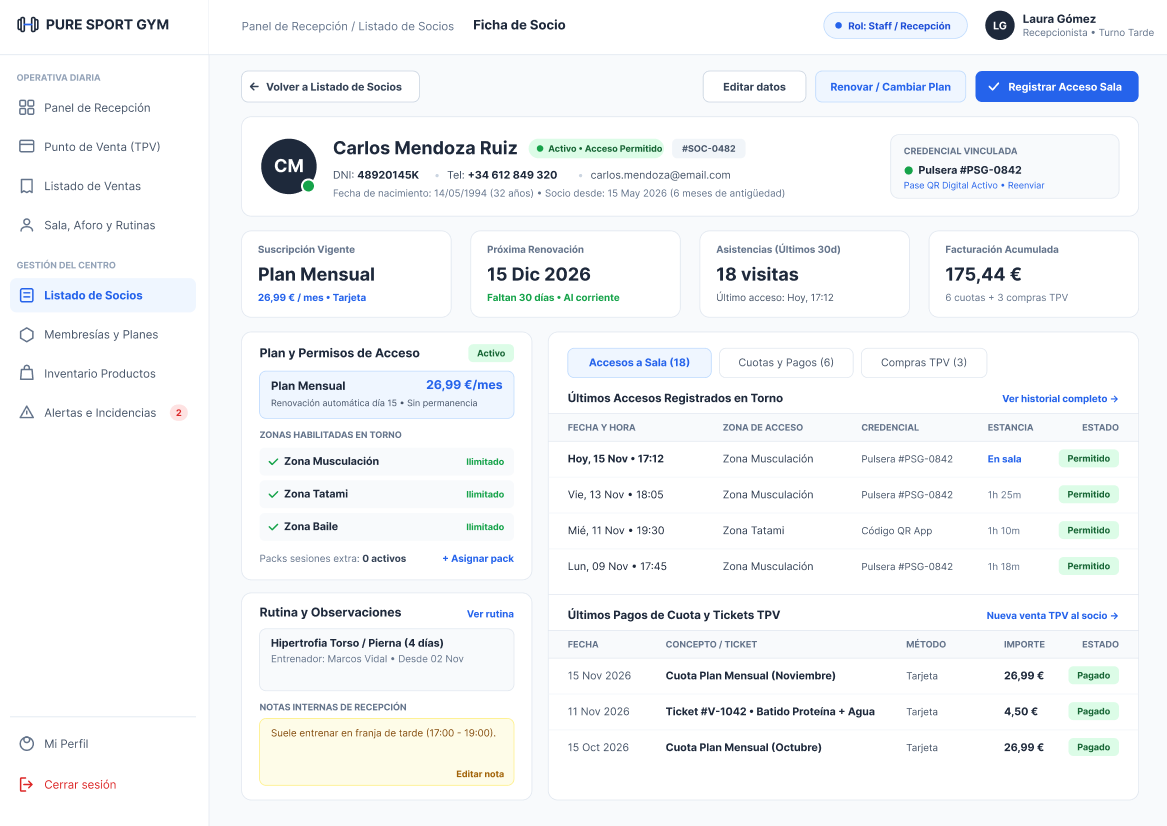 PURE SPORT GYM
Panel de Recepción / Listado de Socios
Ficha de Socio
Rol: Staff / Recepción
LG
Laura Gómez
Recepcionista • Turno Tarde
OPERATIVA DIARIA
Panel de Recepción
Punto de Venta (TPV)
Listado de Ventas
Sala, Aforo y Rutinas
GESTIÓN DEL CENTRO
Listado de Socios
Membresías y Planes
Inventario Productos
Alertas e Incidencias 2
Mi Perfil
Cerrar sesión
← Volver a Listado de Socios
Editar datos
Renovar / Cambiar Plan
Registrar Acceso Sala
CM
Carlos Mendoza Ruiz
Activo • Acceso Permitido
#SOC-0482
DNI: 48920145K • Tel: +34 612 849 320 • carlos.mendoza@email.com
Fecha de nacimiento: 14/05/1994 (32 años) • Socio desde: 15 May 2026 (6 meses de antigüedad)
CREDENCIAL VINCULADA
Pulsera #PSG-0842
Pase QR Digital Activo • Reenviar
Suscripción Vigente
Plan Mensual
26,99 € / mes • Tarjeta
Próxima Renovación
15 Dic 2026
Faltan 30 días • Al corriente
Asistencias (Últimos 30d)
18 visitas
Último acceso: Hoy, 17:12
Facturación Acumulada
175,44 €
6 cuotas + 3 compras TPV
Plan y Permisos de Acceso
Activo
Plan Mensual 26,99 €/mes
Renovación automática día 15 • Sin permanencia
ZONAS HABILITADAS EN TORNO
Zona Musculación Ilimitado
Zona Tatami Ilimitado
Zona Baile Ilimitado
Packs sesiones extra: 0 activos + Asignar pack
Rutina y Observaciones Ver rutina
Hipertrofia Torso / Pierna (4 días)
Entrenador: Marcos Vidal • Desde 02 Nov
NOTAS INTERNAS DE RECEPCIÓN
Suele entrenar en franja de tarde (17:00 - 19:00).
Editar nota
Accesos a Sala (18)
Cuotas y Pagos (6)
Compras TPV (3)
Últimos Accesos Registrados en Torno Ver historial completo →
FECHA Y HORA ZONA DE ACCESO CREDENCIAL ESTANCIA ESTADO
Hoy, 15 Nov • 17:12 Zona Musculación Pulsera #PSG-0842 En sala Permitido
Vie, 13 Nov • 18:05 Zona Musculación Pulsera #PSG-0842 1h 25m Permitido
Mié, 11 Nov • 19:30 Zona Tatami Código QR App 1h 10m Permitido
Lun, 09 Nov • 17:45 Zona Musculación Pulsera #PSG-0842 1h 18m Permitido
Últimos Pagos de Cuota y Tickets TPV Nueva venta TPV al socio →
FECHA CONCEPTO / TICKET MÉTODO IMPORTE ESTADO
15 Nov 2026 Cuota Plan Mensual (Noviembre) Tarjeta 26,99 € Pagado
11 Nov 2026 Ticket #V-1042 • Batido Proteína + Agua Tarjeta 4,50 € Pagado
15 Oct 2026 Cuota Plan Mensual (Octubre) Tarjeta 26,99 € Pagado